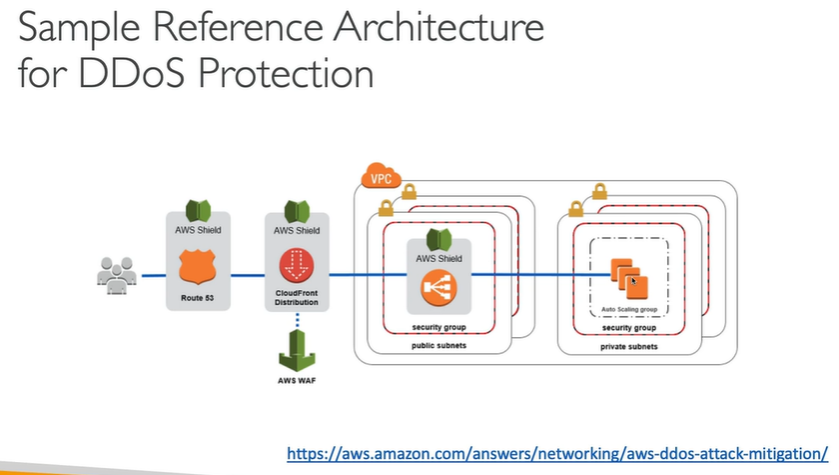 Sample Reference Architecture
for DDoS Protection
VPC
AWS Shield
Route 53
AWS Shield
CloudFront
Distribution
AWS WAF
AWS Shield
security group
public subnets
Auto Scaling group
security group
private subnets
https://aws.amazon.com/answers/networking/aws-ddos-attack-mitigation/